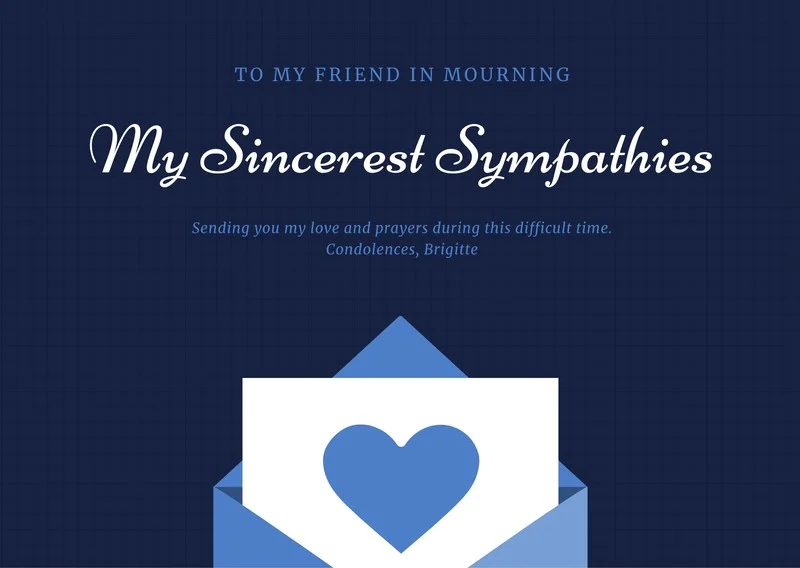 TO MY FRIEND IN MOURNING
My Sincerest Sympathies
Sending you my love and prayers during this difficult time.
Condolences, Brigitte